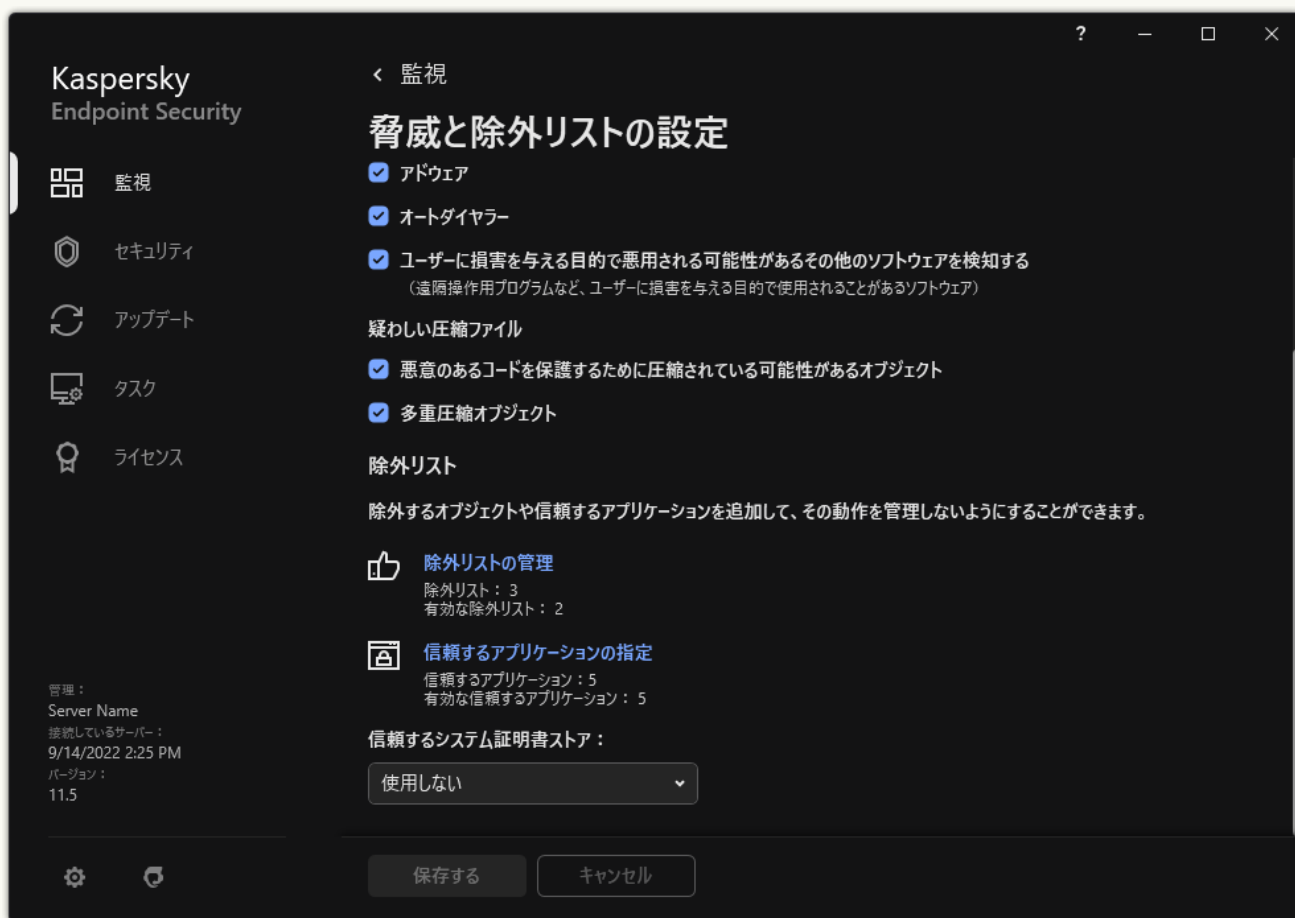 ?
Kaspersky
Endpoint Security
監視
セキュリティ
アップデート
タスク
ライセンス
管理：
Server Name
接続しているサーバー：
9/14/2022 2:25 PM
バージョン：
11.5
監視
脅威と除外リストの設定
アドウェア
オートダイヤラー
ユーザーに損害を与える目的で悪用される可能性があるその他のソフトウェアを検知する
（遠隔操作用プログラムなど、ユーザーに損害を与える目的で使用されることがあるソフトウェア）
疑わしい圧縮ファイル
悪意のあるコードを保護するために圧縮されている可能性があるオブジェクト
多重圧縮オブジェクト
除外リスト
除外するオブジェクトや信頼するアプリケーションを追加して、その動作を管理しないようにすることができます。
除外リストの管理
除外リスト： 3
有効な除外リスト： 2
信頼するアプリケーションの指定
信頼するアプリケーション：5
有効な信頼するアプリケーション： 5
信頼するシステム証明書ストア：
使用しない
保存する
キャンセル